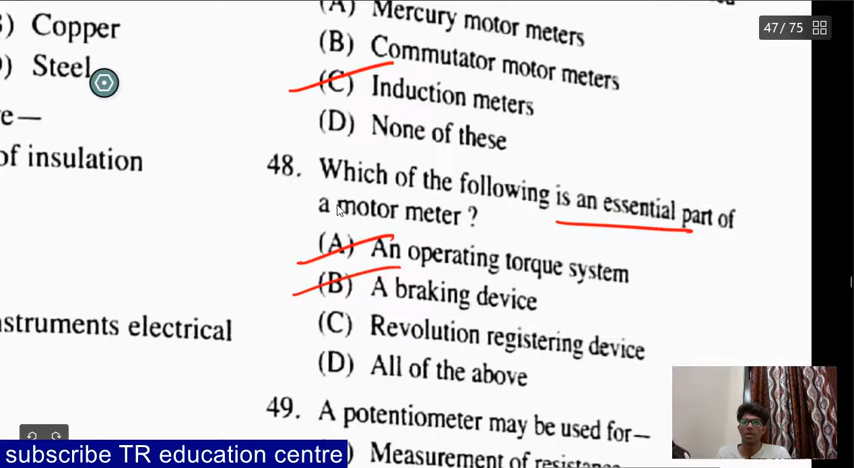 47 / 75
) Copper
) Steel
e—
of insulation
struments electrical
(A) Mercury motor meters
(B) Commutator motor meters
(C) Induction meters
(D) None of these
48. Which of the following is an essential part of
a motor meter ?
(A) An operating torque system
(B) A braking device
(C) Revolution registering device
(D) All of the above
49. A potentiometer may be used for—
) Measurement of
subscribe TR education centre